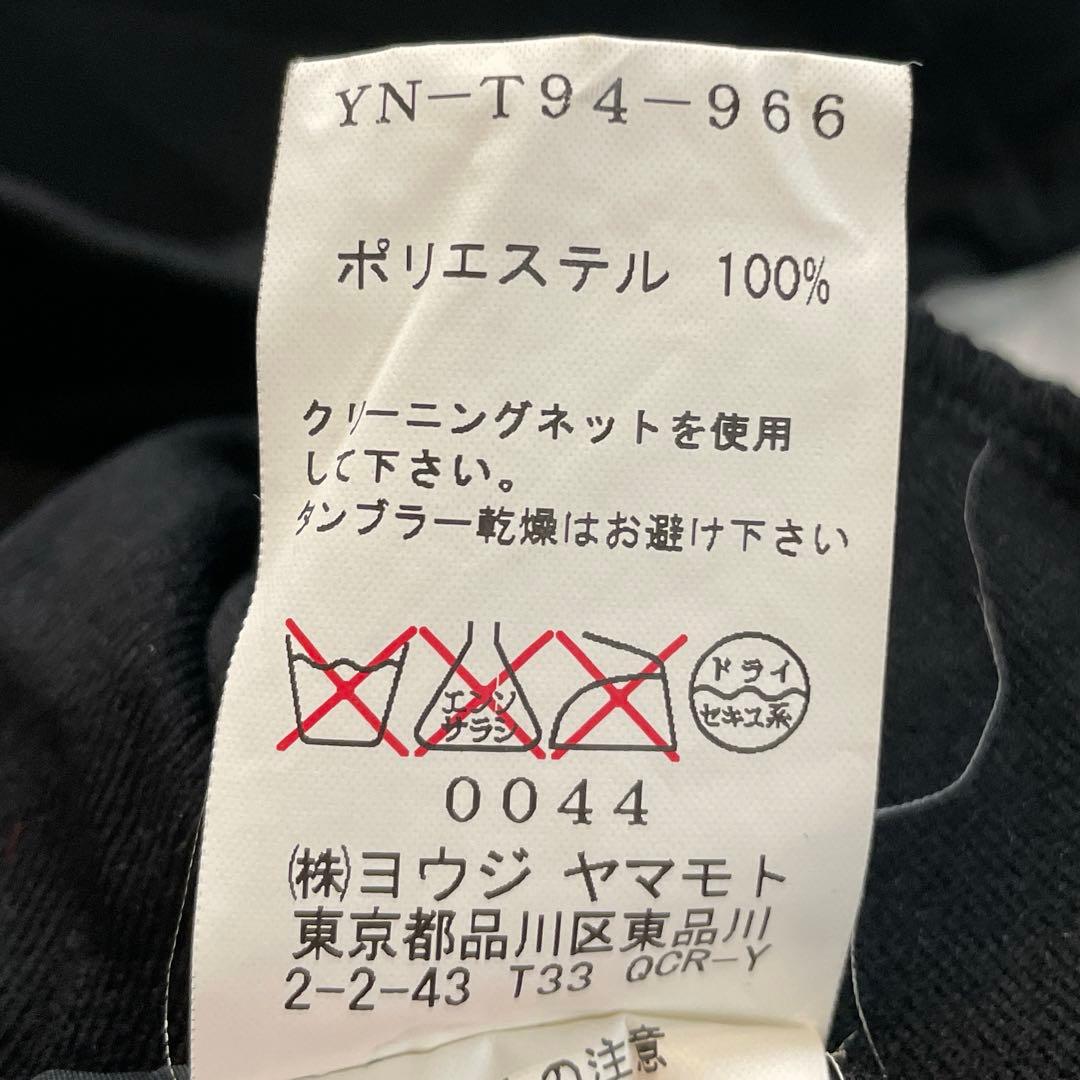 YN-T94-966
ポリエステル 100%
クリーニングネットを使用
して下さい。
タンブラー乾燥はお避け下さい
エンソ
サラシ
ドライ
セキユ系
0044
(株)ヨウジ ヤマモト
東京都品川区東品川
2-2-43 T33 QCR-Y
の注意